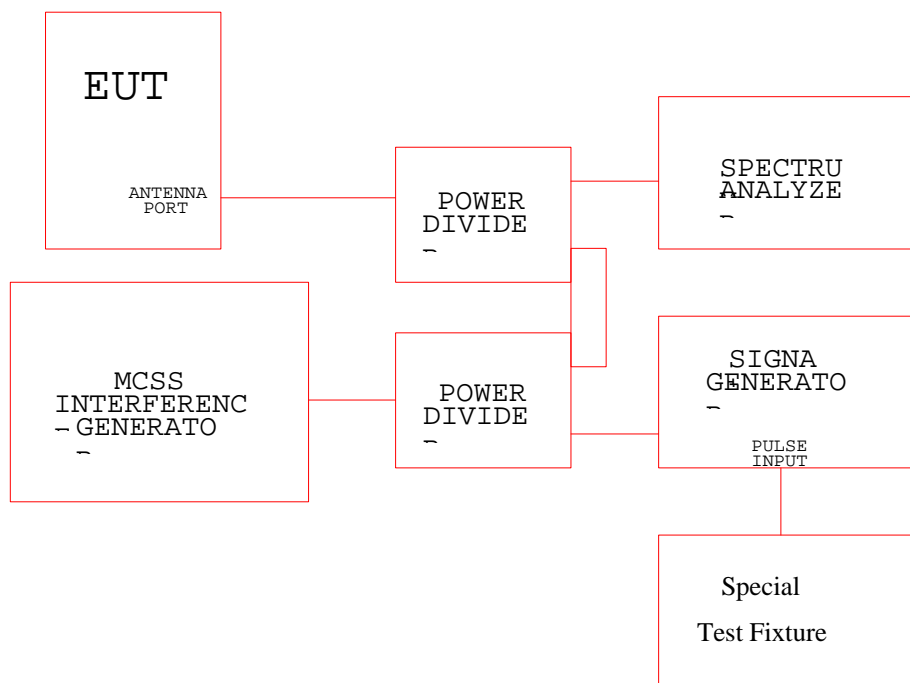 EUT
ANTENNA
PORT
SPECTRU
ANALYZE
POWER
DIVIDE
MCSS
INTERFERENC
GENERATO
POWER
DIVIDE
SIGNA
GENERATO
PULSE
INPUT
Special
Test Fixture